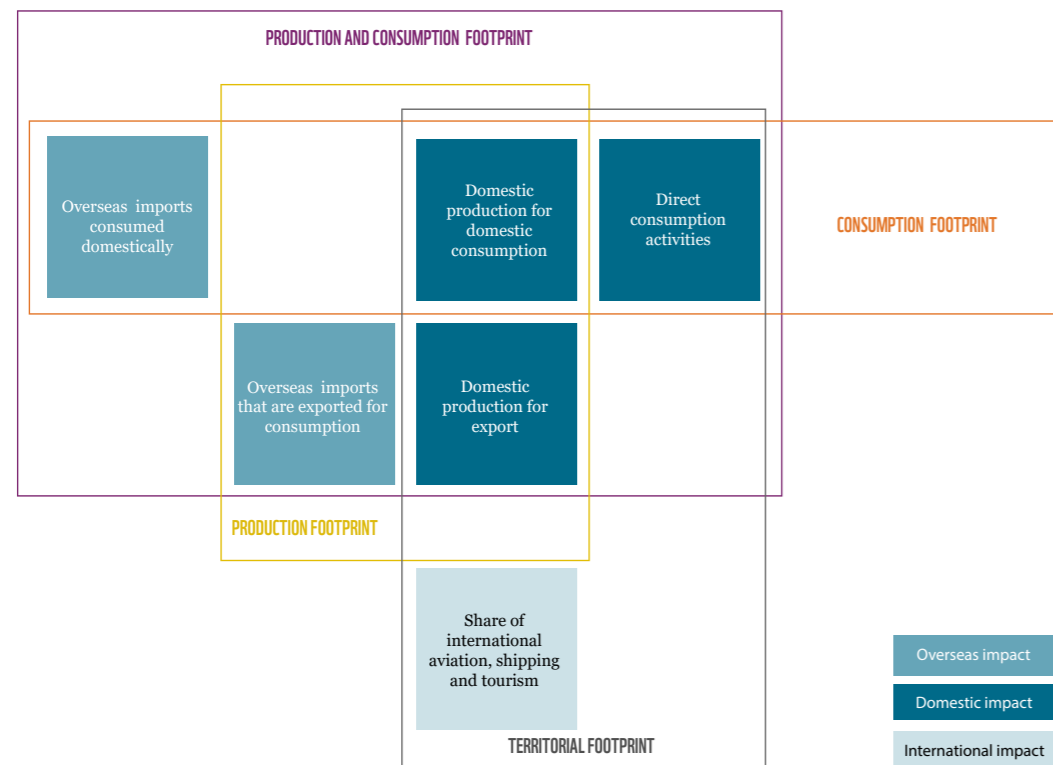 PRODUCTION AND CONSUMPTION FOOTPRINT
Overseas imports
consumed
domestically
Domestic
production for
domestic
consumption
Direct
consumption
activities
CONSUMPTION FOOTPRINT
Overseas imports
that are exported for
consumption
Domestic
production for
export
PRODUCTION FOOTPRINT
Share of
international
aviation, shipping
and tourism
TERRITORIAL FOOTPRINT
Overseas impact
Domestic impact
International impact